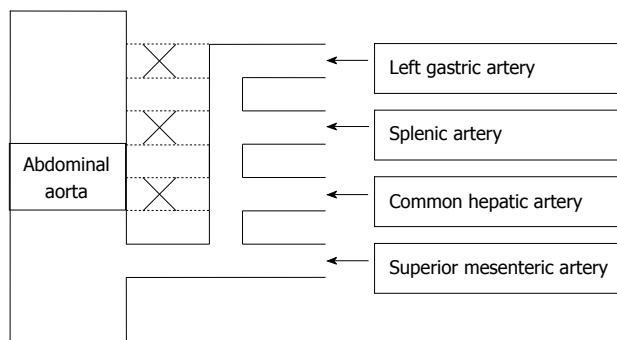 Left gastric artery
Splenic artery
Abdominal
aorta
Common hepatic artery
Superior mesenteric artery